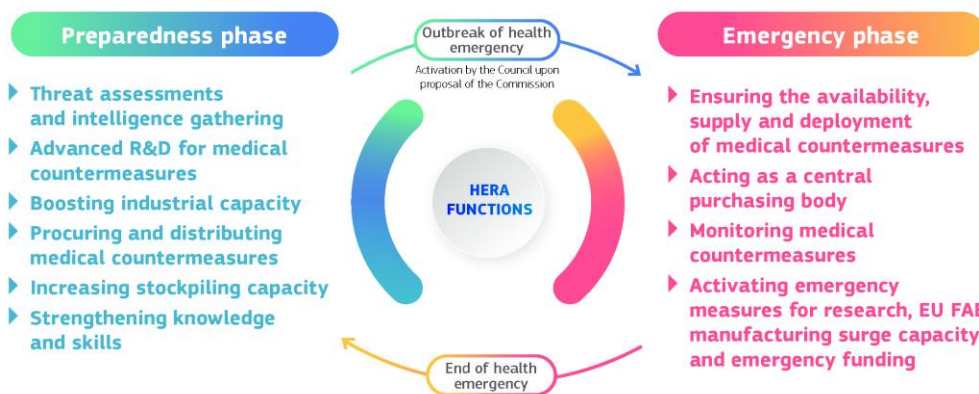 Preparedness phase
Threat assessments
and intelligence gathering
Advanced R&D for medical
countermeasures
Boosting industrial capacity
Procuring and distributing
medical countermeasures
Increasing stockpiling capacity
Strengthening knowledge
and skills
Outbreak of health
emergency
Activation by the Council upon
proposal of the Commission
HERA
FUNCTIONS
End of health
emergency
Emergency phase
Ensuring the availability,
supply and deployment
of medical countermeasures
Acting as a central
purchasing body
Monitoring medical
countermeasures
Activating emergency
measures for research, EU FAB
manufacturing surge capacity
and emergency funding